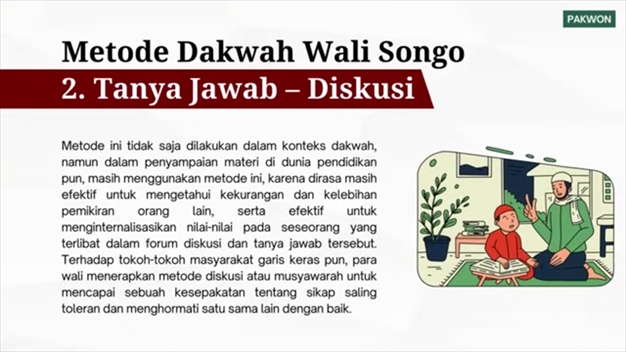 PAKWON
Metode Dakwah Wali Songo
2. Tanya Jawab – Diskusi
Metode ini tidak saja dilakukan dalam konteks dakwah,
namun dalam penyampaian materi di dunia pendidikan
pun, masih menggunakan metode ini, karena dirasa masih
efektif untuk mengetahui kekurangan dan kelebihan
pemikiran orang lain, serta efektif untuk
menginternalisasikan nilai-nilai pada seseorang yang
terlibat dalam forum diskusi dan tanya jawab tersebut.
Terhadap tokoh-tokoh masyarakat garis keras pun, para
wali menerapkan metode diskusi atau musyawarah untuk
mencapai sebuah kesepakatan tentang sikap saling
toleran dan menghormati satu sama lain dengan baik.